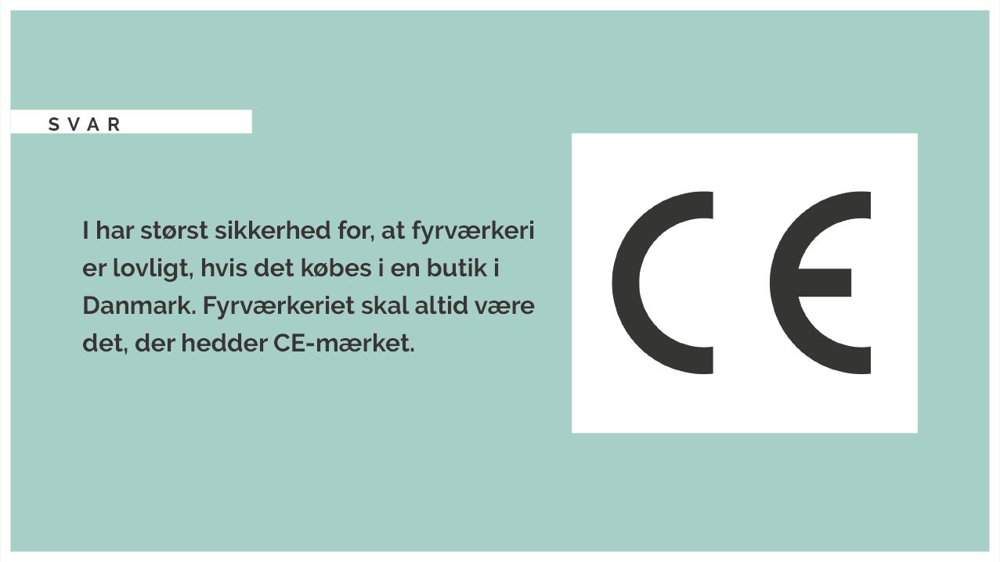 SVAR
I har størst sikkerhed for, at fyrværkeri
er lovligt, hvis det købes i en butik i
Danmark. Fyrværkeriet skal altid være
det, der hedder CE-mærket.
CE